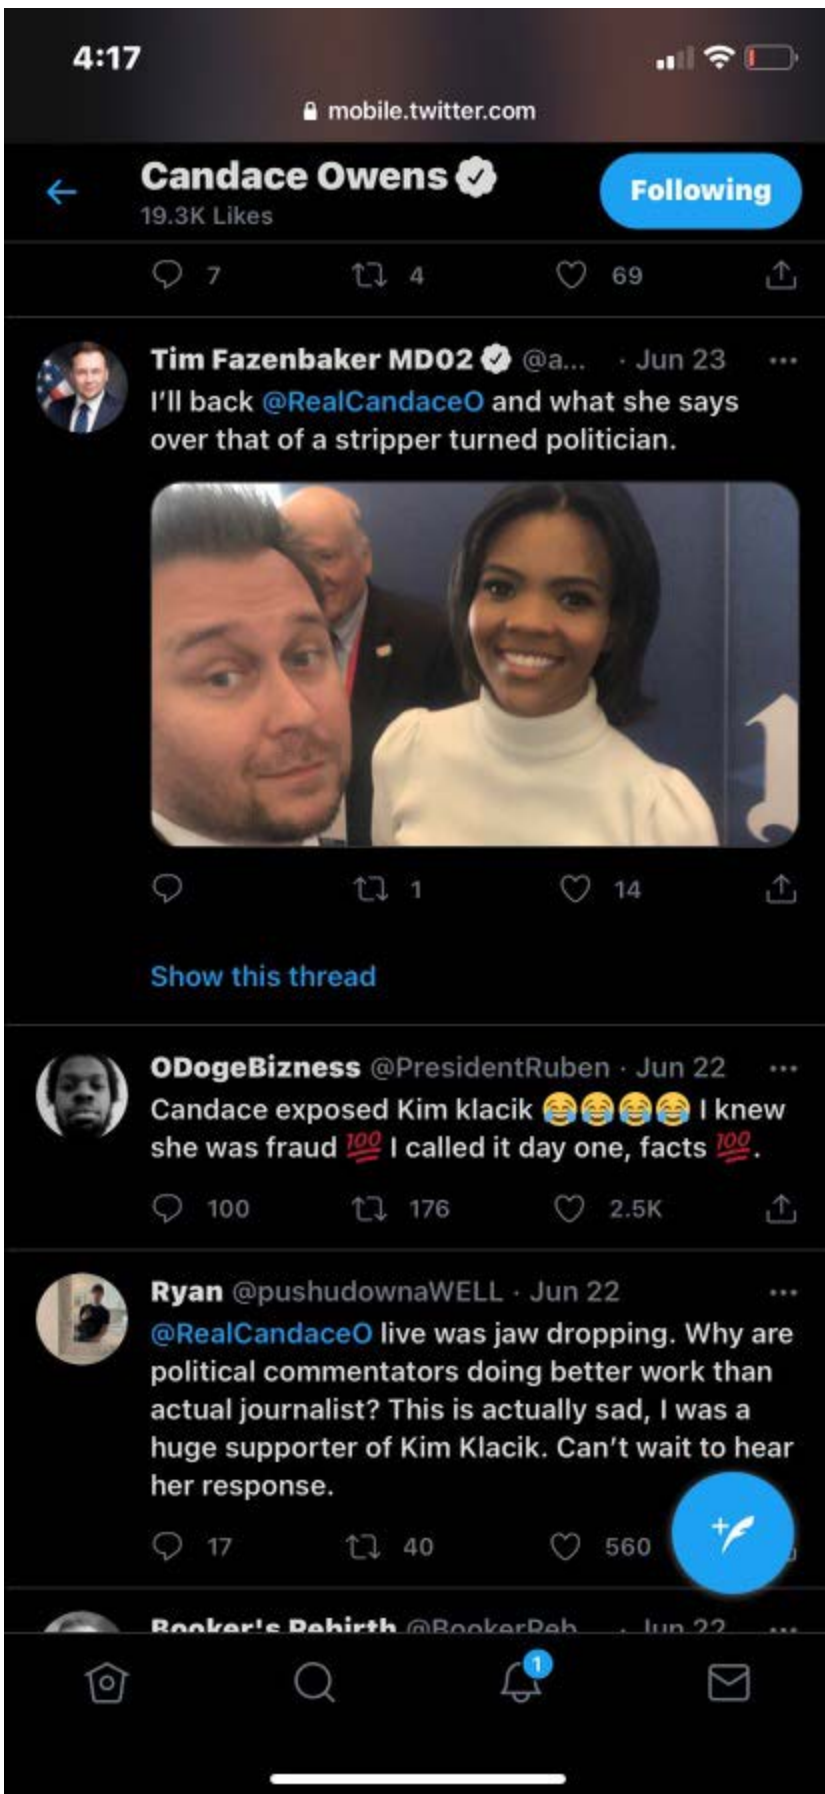 4:17
mobile.twitter.com
Candace Owens
19.3K Likes
Following
7 4 69
Tim Fazenbaker MD02 @a... · Jun 23
I'll back @RealCandaceO and what she says
over that of a stripper turned politician.
1 14
Show this thread
ODogeBizness @PresidentRuben · Jun 22
Candace exposed Kim klacik 😂😂😂😂 I knew
she was fraud 💯 I called it day one, facts 💯.
100 176 2.5K
Ryan @pushudownaWELL · Jun 22
@RealCandaceO live was jaw dropping. Why are
political commentators doing better work than
actual journalist? This is actually sad, I was a
huge supporter of Kim Klacik. Can't wait to hear
her response.
17 40 560
Booker's Rebirth @BookerReb... · Jun 22
1